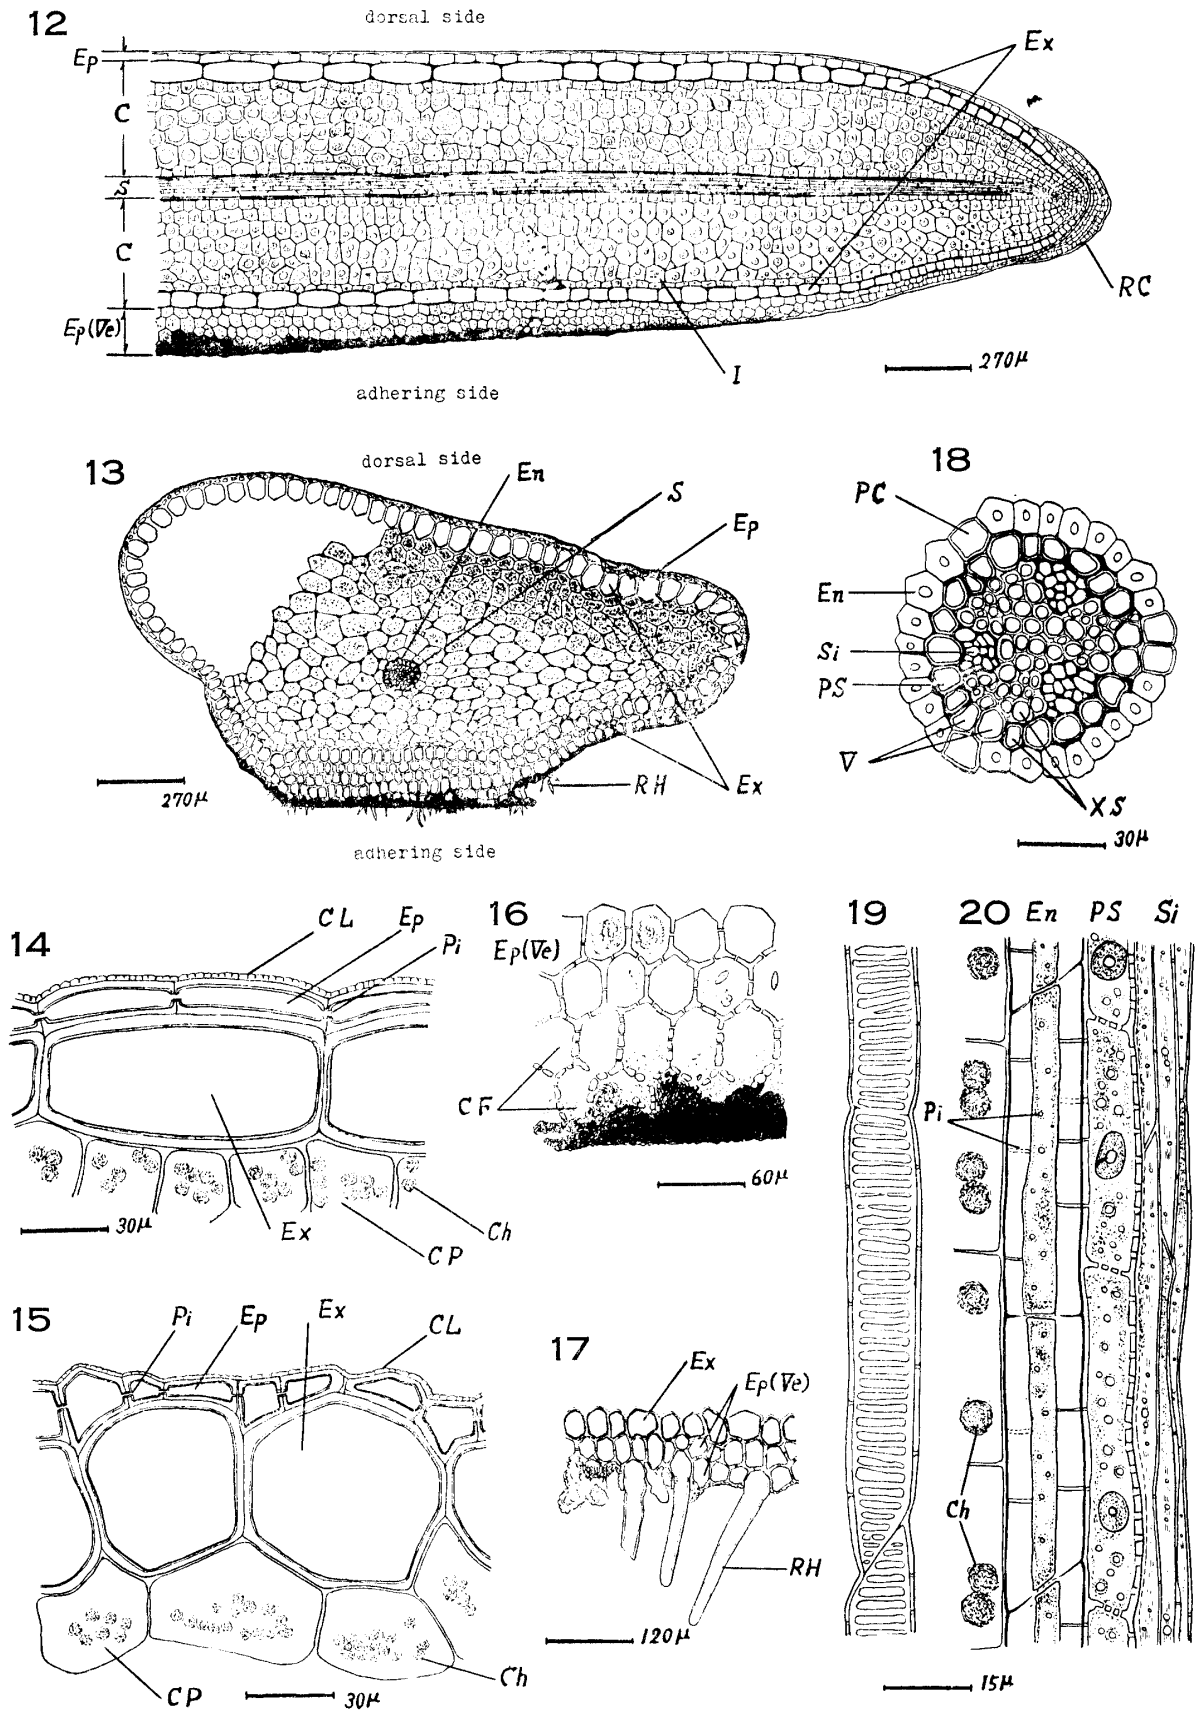 12
dorsal side
Ep
C
S
C
Ep(Ve)
Ex
RC
I
270μ
adhering side
13
dorsal side
En
S
Ep
RH
Ex
270μ
adhering side
18
PC
En
Si
PS
V
XS
30μ
14
CL
Ep
Pi
Ex
CP
Ch
30μ
16
Ep(Ve)
CF
60μ
15
Pi
Ep
Ex
CL
CP
Ch
30μ
17
Ex
Ep(Ve)
RH
120μ
19
20
En
PS
Si
Pi
Ch
15μ